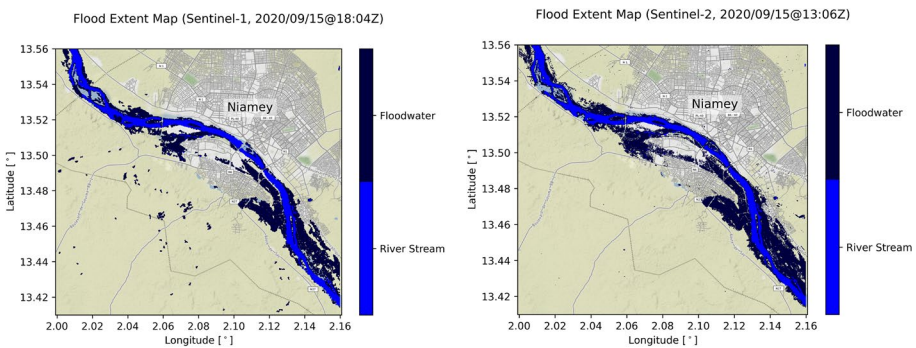 Flood Extent Map (Sentinel-1, 2020/09/15@18:04Z)
13.56
13.54
13.52
13.50
13.48
13.46
13.44
13.42
Latitude [°]
Niamey
2.00 2.02 2.04 2.06 2.08 2.10 2.12 2.14 2.16
Longitude [°]
Floodwater
River Stream
Flood Extent Map (Sentinel-2, 2020/09/15@13:06Z)
13.56
13.54
13.52
13.50
13.48
13.46
13.44
13.42
Latitude [°]
Niamey
2.00 2.02 2.04 2.06 2.08 2.10 2.12 2.14 2.16
Longitude [°]
Floodwater
River Stream